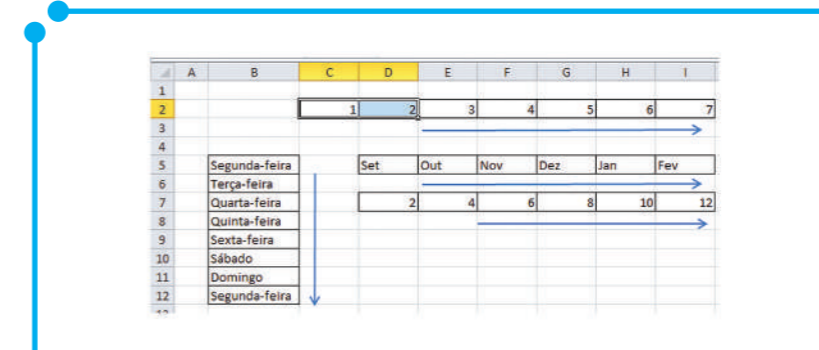 A B C D E F G H I
1
2 1 2 3 4 5 6 7
3
4
5 Segunda-feira Set Out Nov Dez Jan Fev
6 Terça-feira
7 Quarta-feira 2 4 6 8 10 12
8 Quinta-feira
9 Sexta-feira
10 Sábado
11 Domingo
12 Segunda-feira